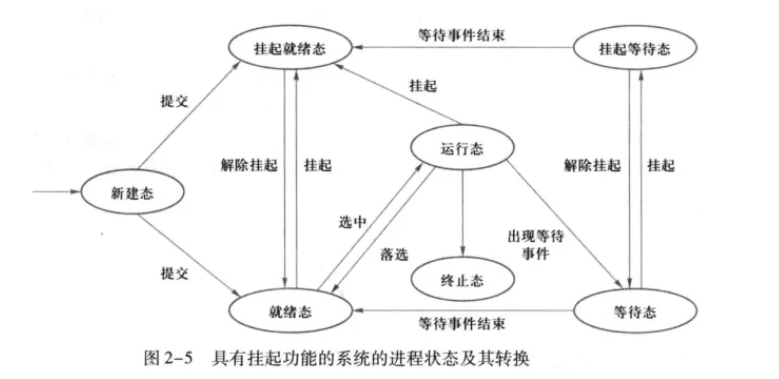 等待事件结束
挂起就绪态
挂起等待态
挂起
提交
运行态
解除挂起
挂起
解除挂起
挂起
新建态
选中
出现等待
事件
落选
提交
终止态
就绪态
等待态
等待事件结束
图 2-5 具有挂起功能的系统的进程状态及其转换